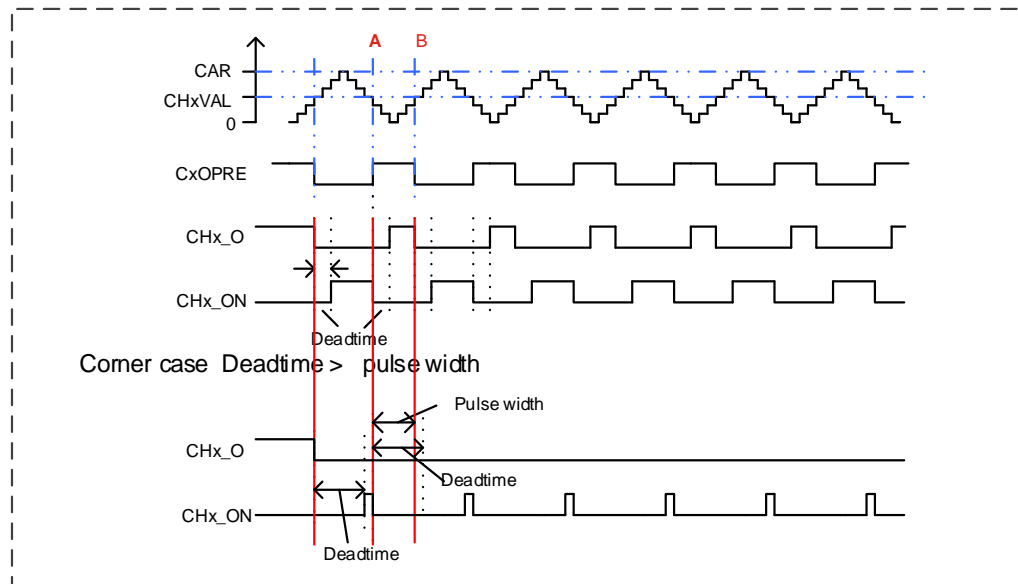 A B
CAR
CHxVAL
0
CxOPRE
CHx_O
CHx_ON
Deadtime
Corner case Deadtime > pulse width
Pulse width
CHx_O
Deadtime
CHx_ON
Deadtime